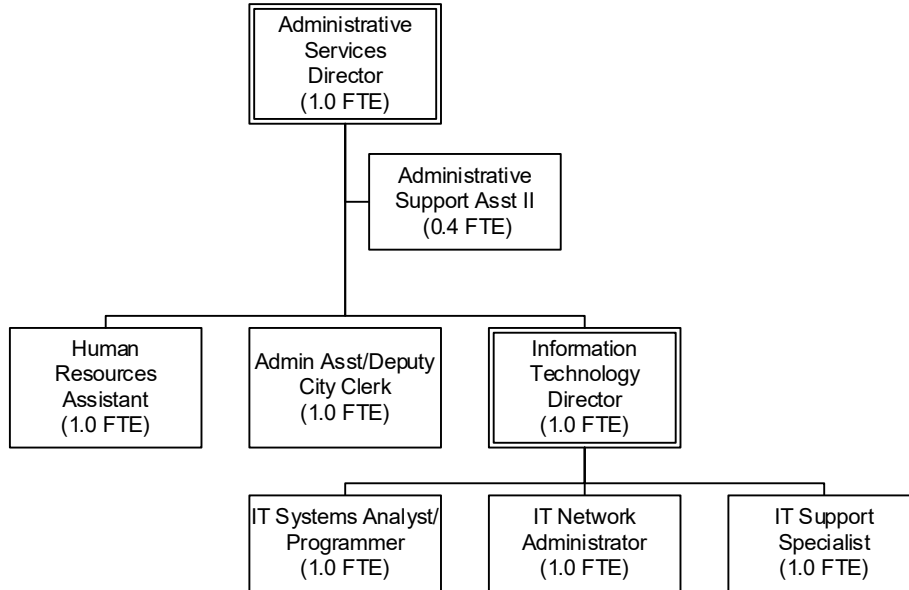 Administrative
Services
Director
(1.0 FTE)
Administrative
Support Asst II
(0.4 FTE)
Human
Resources
Assistant
(1.0 FTE)
Admin Asst/Deputy
City Clerk
(1.0 FTE)
Information
Technology
Director
(1.0 FTE)
IT Systems Analyst/
Programmer
(1.0 FTE)
IT Network
Administrator
(1.0 FTE)
IT Support
Specialist
(1.0 FTE)